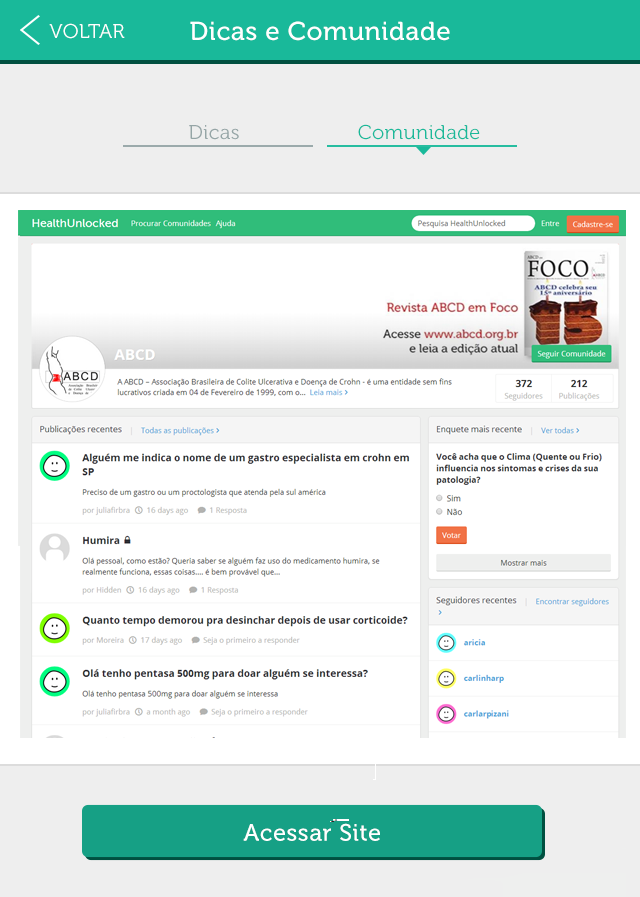 VOLTAR
Dicas e Comunidade
Dicas
Comunidade
HealthUnlocked
Procurar Comunidades
Ajuda
Pesquisa HealthUnlocked
Entre
Cadastre-se
ABCD EM
FOCO
ABCD celebra seu
15º aniversário
Revista ABCD em Foco
Acesse www.abcd.org.br
e leia a edição atual
Seguir Comunidade
ABCD
Associação Brasileira
de Colite Ulcerativa e
Doença de
ABCD
A ABCD – Associação Brasileira de Colite Ulcerativa e Doença de Crohn - é uma entidade sem fins
lucrativos criada em 04 de Fevereiro de 1999, com o... Leia mais ›
372
Seguidores
212
Publicações
Publicações recentes | Todas as publicações ›
Alguém me indica o nome de um gastro especialista em crohn em
SP
Preciso de um gastro ou um proctologista que atenda pela sul américa
por juliafirbra 16 days ago 1 Resposta
Humira
Olá pessoal, como estão? Queria saber se alguém faz uso do medicamento humira, se
realmente funciona, essas coisas.... é bem provável que...
por Hidden 16 days ago 1 Resposta
Quanto tempo demorou pra desinchar depois de usar corticoide?
por Moreira 17 days ago Seja o primeiro a responder
Olá tenho pentasa 500mg para doar alguém se interessa?
Olá tenho pentasa 500mg para doar alguém se interessa
por juliafirbra a month ago Seja o primeiro a responder
Enquete mais recente | Ver todas ›
Você acha que o Clima (Quente ou Frio)
influencia nos sintomas e crises da sua
patologia?
Sim
Não
Votar
Mostrar mais
Seguidores recentes | Encontrar seguidores
›
aricia
carlinharp
carlarpizani
Acessar Site